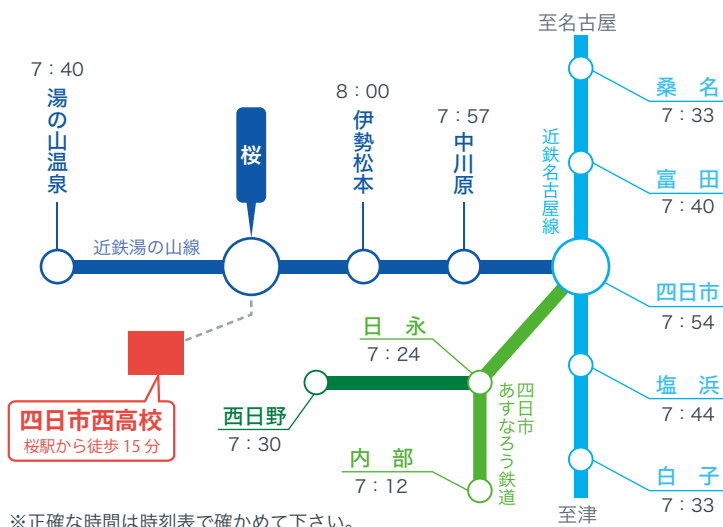 至名古屋
7：40
湯の山温泉
桜
8：00
伊勢松本
7：57
中川原
近鉄名古屋線
桑　名
7：33
富　田
7：40
近鉄湯の山線
四日市
7：54
日　永
7：24
西日野
7：30
四日市
あすなろう鉄道
内　部
7：12
塩　浜
7：44
白　子
7：33
至津
四日市西高校
桜駅から徒歩 15 分
※正確な時間は時刻表で確かめて下さい。